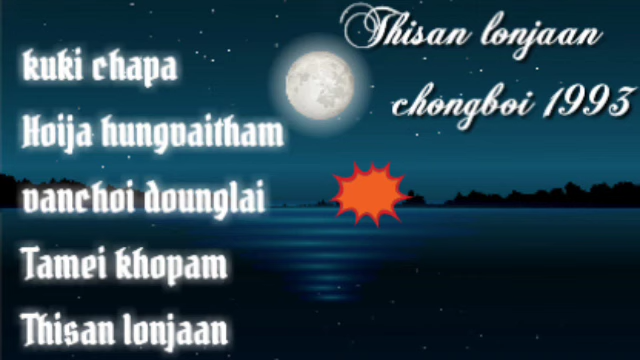 Thisan lonjaan
chongboi 1993
kuki chapa
Hoija hungvaitham
vanchoi dounglai
Tamei khopam
Thisan lonjaan